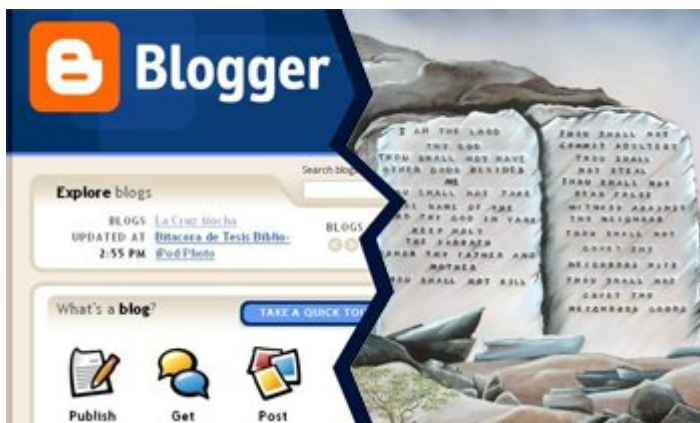 Blogger
Search blogs
Explore blogs
BLOGS
UPDATED AT
2:55 PM
La Cruz Mocha
Bitacora de Tesis Biblio-
iPod Photo
BLOGS
What's a blog?
TAKE A QUICK TO
Publish
Get
Post
I AM THE LORD
THY GOD
THOU SHALL NOT HAVE
OTHER GODS BESIDES
ME
THOU SHALL NOT TAKE
NAME OF THE
THY GOD IN VAIN
KEEP HOLY
THE SABBATH
THY FATHER AND
MOTHER
THOU SHALL NOT KILL
THOU SHALL NOT
COMMIT ADULTERY
THOU SHALL
NOT STEAL
THOU SHALL NOT
BEAR FALSE
WITNESS AGAINST
THY NEIGHBOR
THOU SHALL NOT
COVET THY
NEIGHBORS WIFE
THOU SHALL NOT
COVET THY
NEIGHBORS GOODS